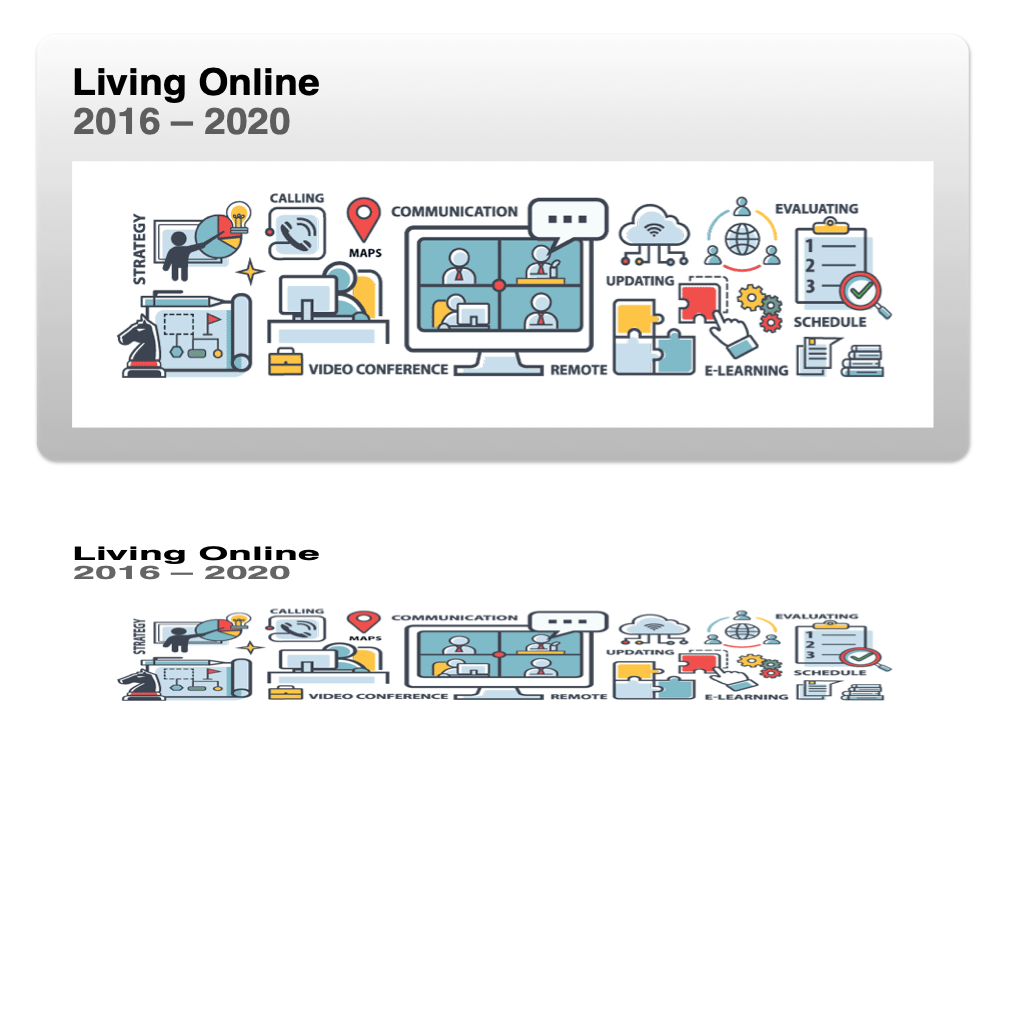 Living Online
2016 – 2020
STRATEGY
CALLING
MAPS
COMMUNICATION
...
UPDATING
EVALUATING
1
2
3
SCHEDULE
VIDEO CONFERENCE
REMOTE
E-LEARNING
Living Online
2016 – 2020
STRATEGY
CALLING
MAPS
COMMUNICATION
...
UPDATING
EVALUATING
1
2
3
SCHEDULE
VIDEO CONFERENCE
REMOTE
E-LEARNING